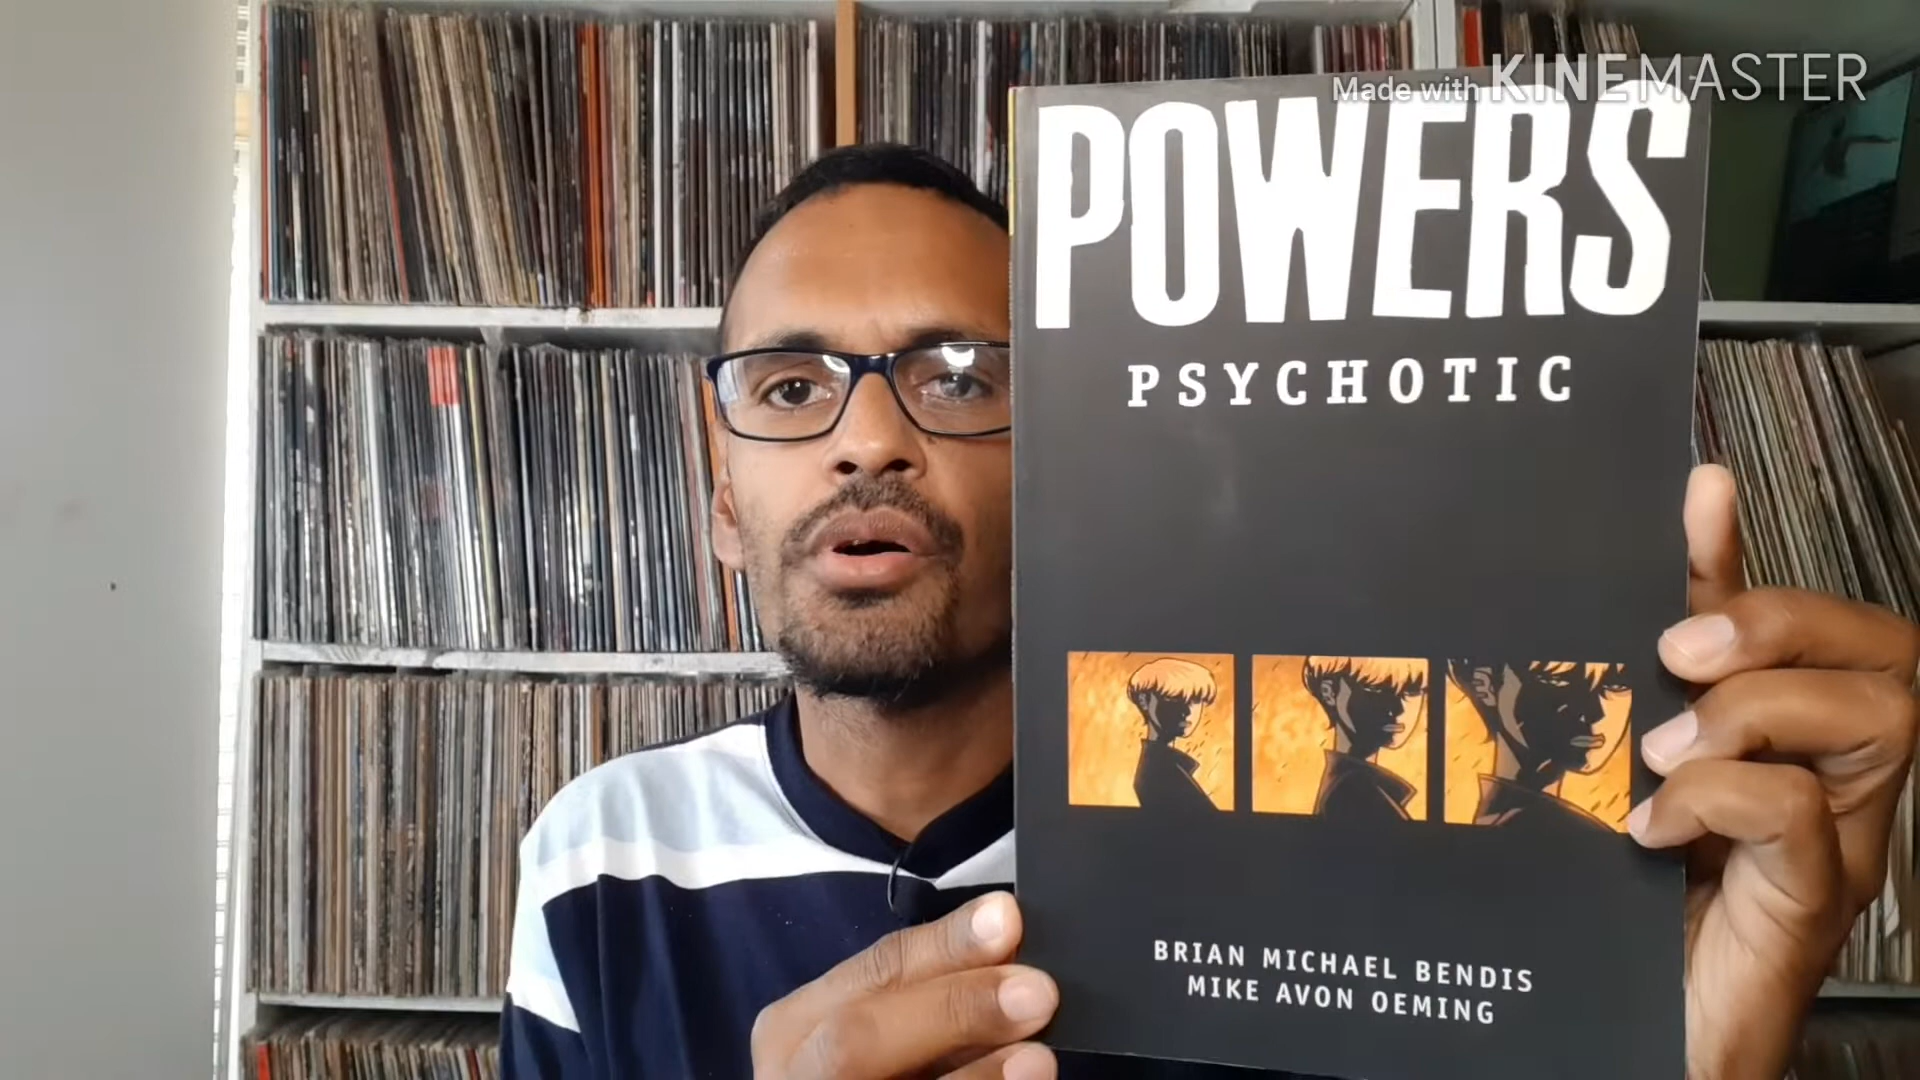 Made with KINEMASTER
POWERS
PSYCHOTIC
BRIAN MICHAEL BENDIS
MIKE AVON OEMING